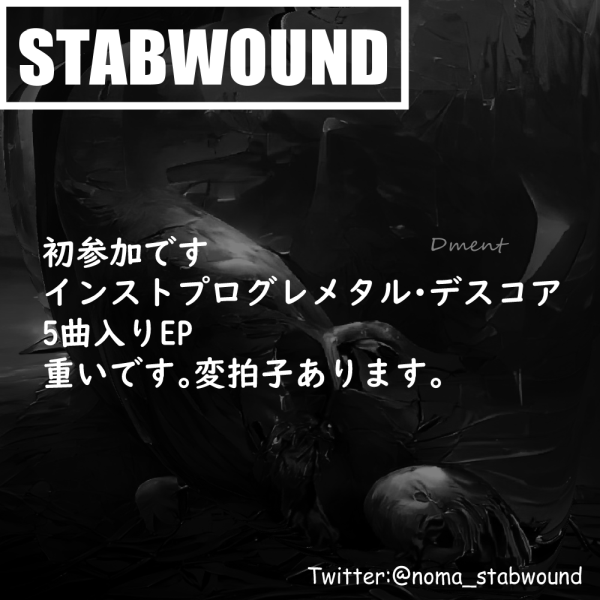 STABWOUND
初参加です
Dment
インストプログレメタル・デスコア
5曲入りEP
重いです。変拍子あります。
Twitter:@noma_stabwound